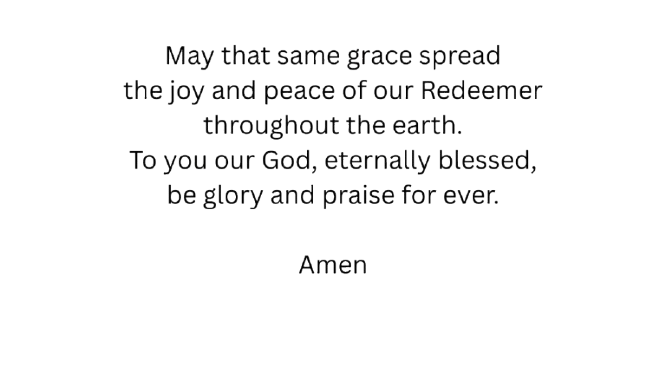 May that same grace spread
the joy and peace of our Redeemer
throughout the earth.
To you our God, eternally blessed,
be glory and praise for ever.
Amen